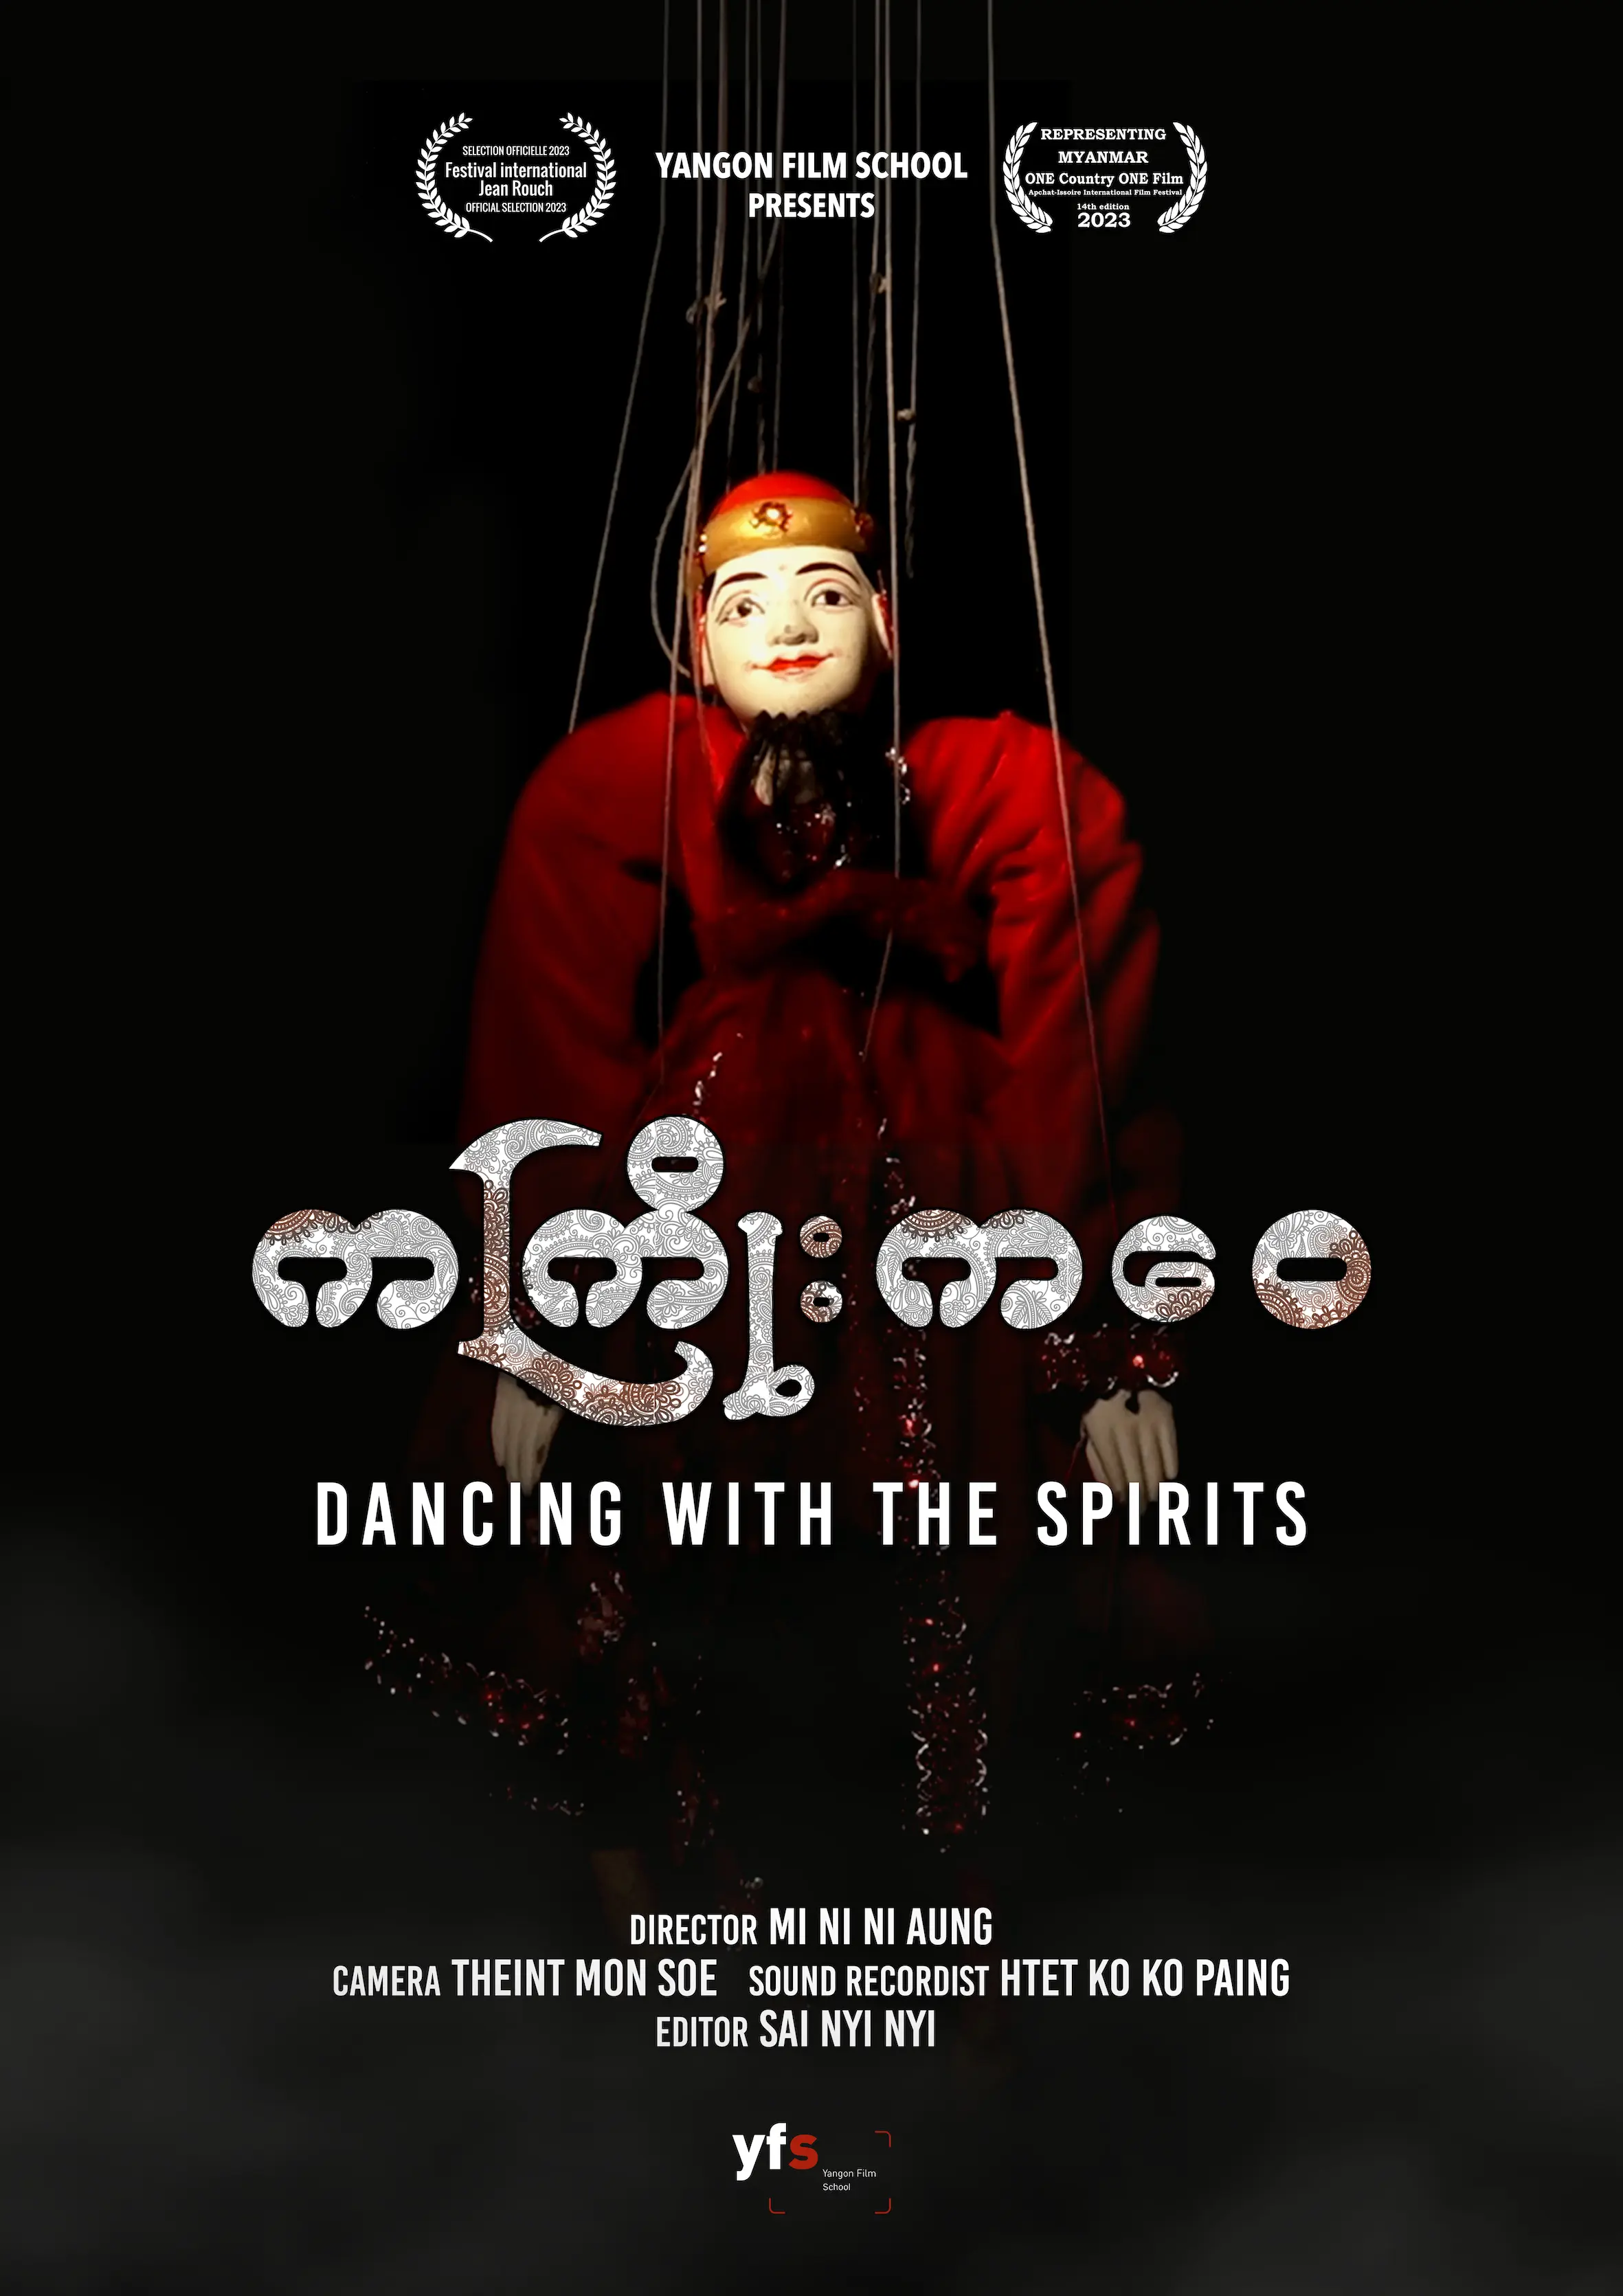 SELECTION OFFICIELLE 2023
Festival international
Jean Rouch
OFFICIAL SELECTION 2023
YANGON FILM SCHOOL
PRESENTS
REPRESENTING
MYANMAR
ONE Country ONE Film
Apchat-Issoire International Film Festival
14th edition
2023
ကကြိုးကဝေ
DANCING WITH THE SPIRITS
DIRECTOR MI NI NI AUNG
CAMERA THEINT MON SOE SOUND RECORDIST HTET KO KO PAING
EDITOR SAI NYI NYI
yfs
Yangon Film
School